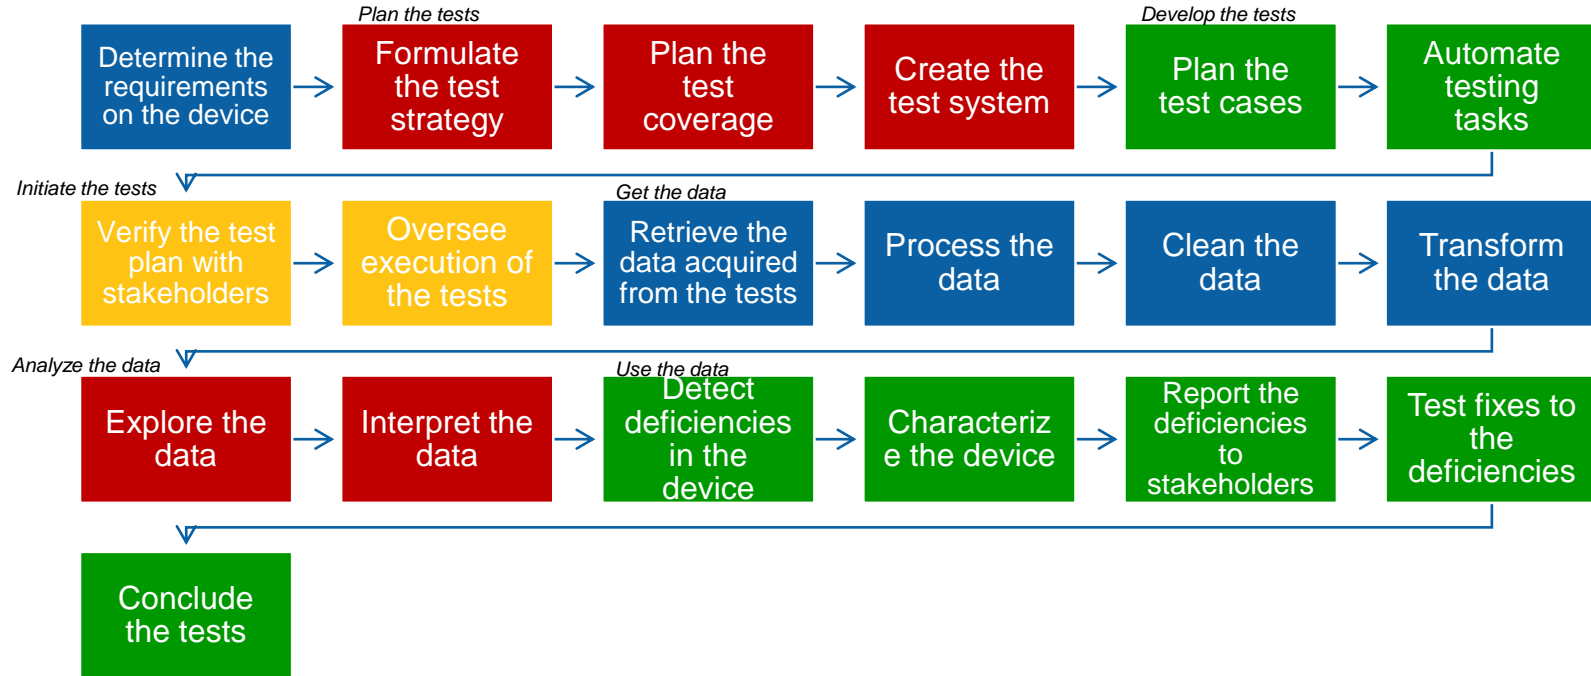 Plan the tests
Develop the tests
Determine the
requirements
on the device
Formulate
the test
strategy
Plan the
test
coverage
Create the
test system
Plan the
test cases
Automate
testing
tasks
Initiate the tests
Get the data
Verify the test
plan with
stakeholders
Oversee
execution of
the tests
Retrieve the
data acquired
from the tests
Process the
data
Clean the
data
Transform
the data
Analyze the data
Use the data
Explore the
data
Interpret the
data
Detect
deficiencies
in the
device
Characteriz
e the device
Report the
deficiencies
to
stakeholders
Test fixes to
the
deficiencies
Conclude
the tests